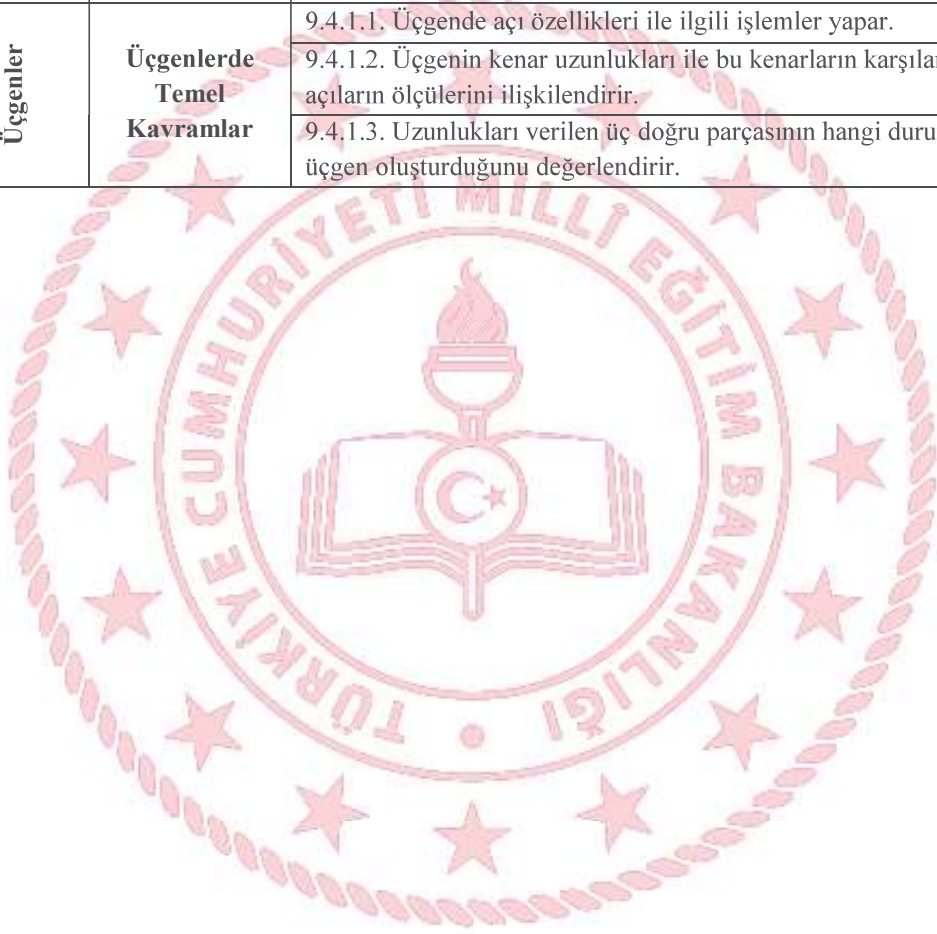 Üçgenler
Üçgenlerde
Temel
Kavramlar
9.4.1.1. Üçgende açı özellikleri ile ilgili işlemler yapar.
9.4.1.2. Üçgenin kenar uzunlukları ile bu kenarların karşıla
açıların ölçülerini ilişkilendirir.
9.4.1.3. Uzunlukları verilen üç doğru parçasının hangi duru
üçgen oluşturduğunu değerlendirir.
TÜRKİYE CUMHURİYETİ MİLLÎ EĞİTİM BAKANLIĞI